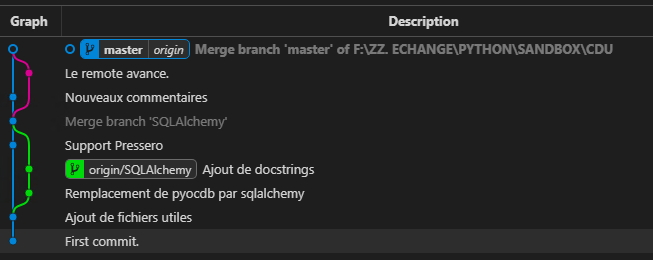 Graph Description
master origin Merge branch 'master' of F:\ZZ. ECHANGE\PYTHON\SANDBOX\CDU
Le remote avance.
Nouveaux commentaires
Merge branch 'SQLAlchemy'
Support Pressero
origin/SQLAlchemy Ajout de docstrings
Remplacement de pyocdb par sqlalchemy
Ajout de fichiers utiles
First commit.